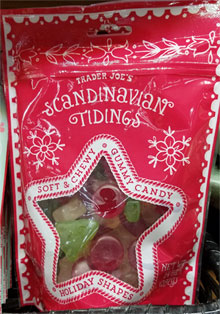 TRADER JOE'S
SCANDINAVIAN
TIDINGS
SOFT & CHEWY GUMMY CANDY
HOLIDAY SHAPES